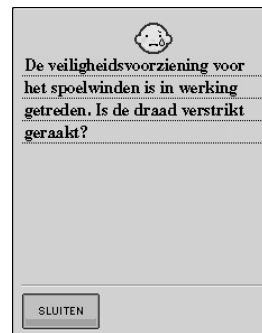 De veiligheidsvoorziening voor
het spoelwinden is in werking
getreden. Is de draad verstrikt
geraakt?
SLUITEN